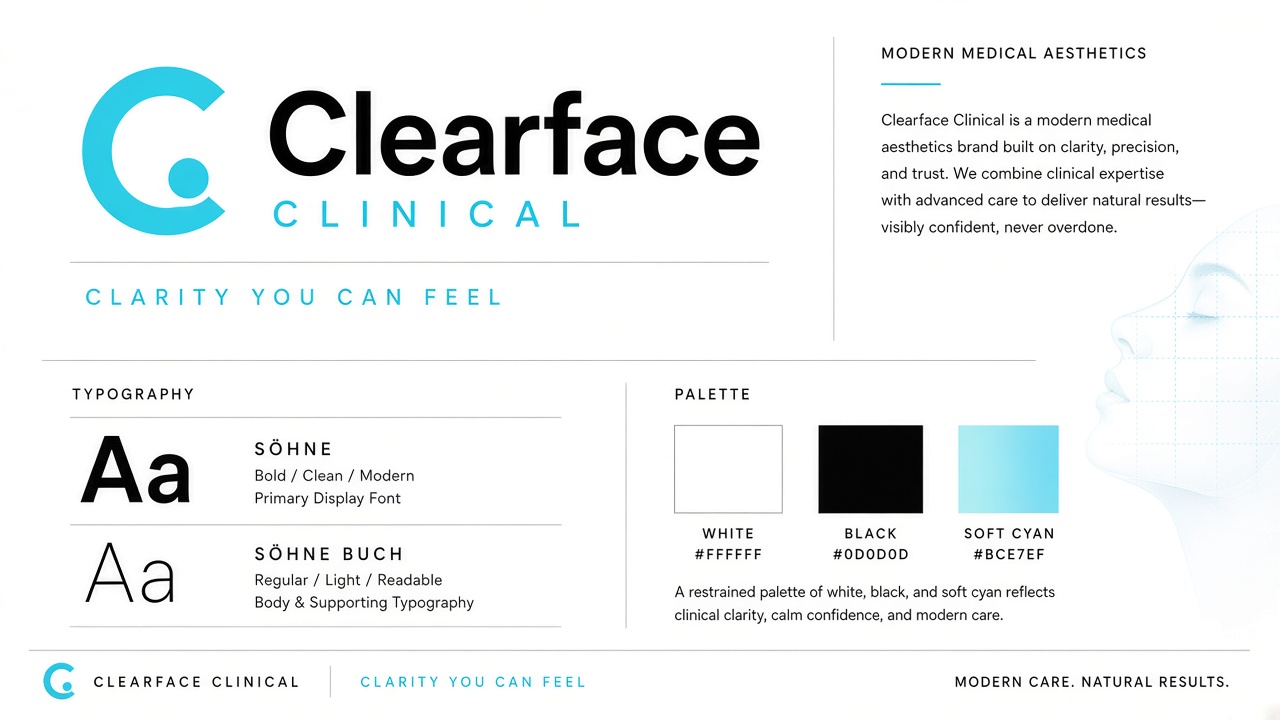 Clearface
CLINICAL
CLARITY YOU CAN FEEL
MODERN MEDICAL AESTHETICS
Clearface Clinical is a modern medical
aesthetics brand built on clarity, precision,
and trust. We combine clinical expertise
with advanced care to deliver natural results—
visibly confident, never overdone.
TYPOGRAPHY
Aa
SÖHNE
Bold / Clean / Modern
Primary Display Font
Aa
SÖHNE BUCH
Regular / Light / Readable
Body & Supporting Typography
PALETTE
WHITE
#FFFFFF
BLACK
#0D0D0D
SOFT CYAN
#BCE7EF
A restrained palette of white, black, and soft cyan reflects
clinical clarity, calm confidence, and modern care.
CLEARFACE CLINICAL
CLARITY YOU CAN FEEL
MODERN CARE. NATURAL RESULTS.